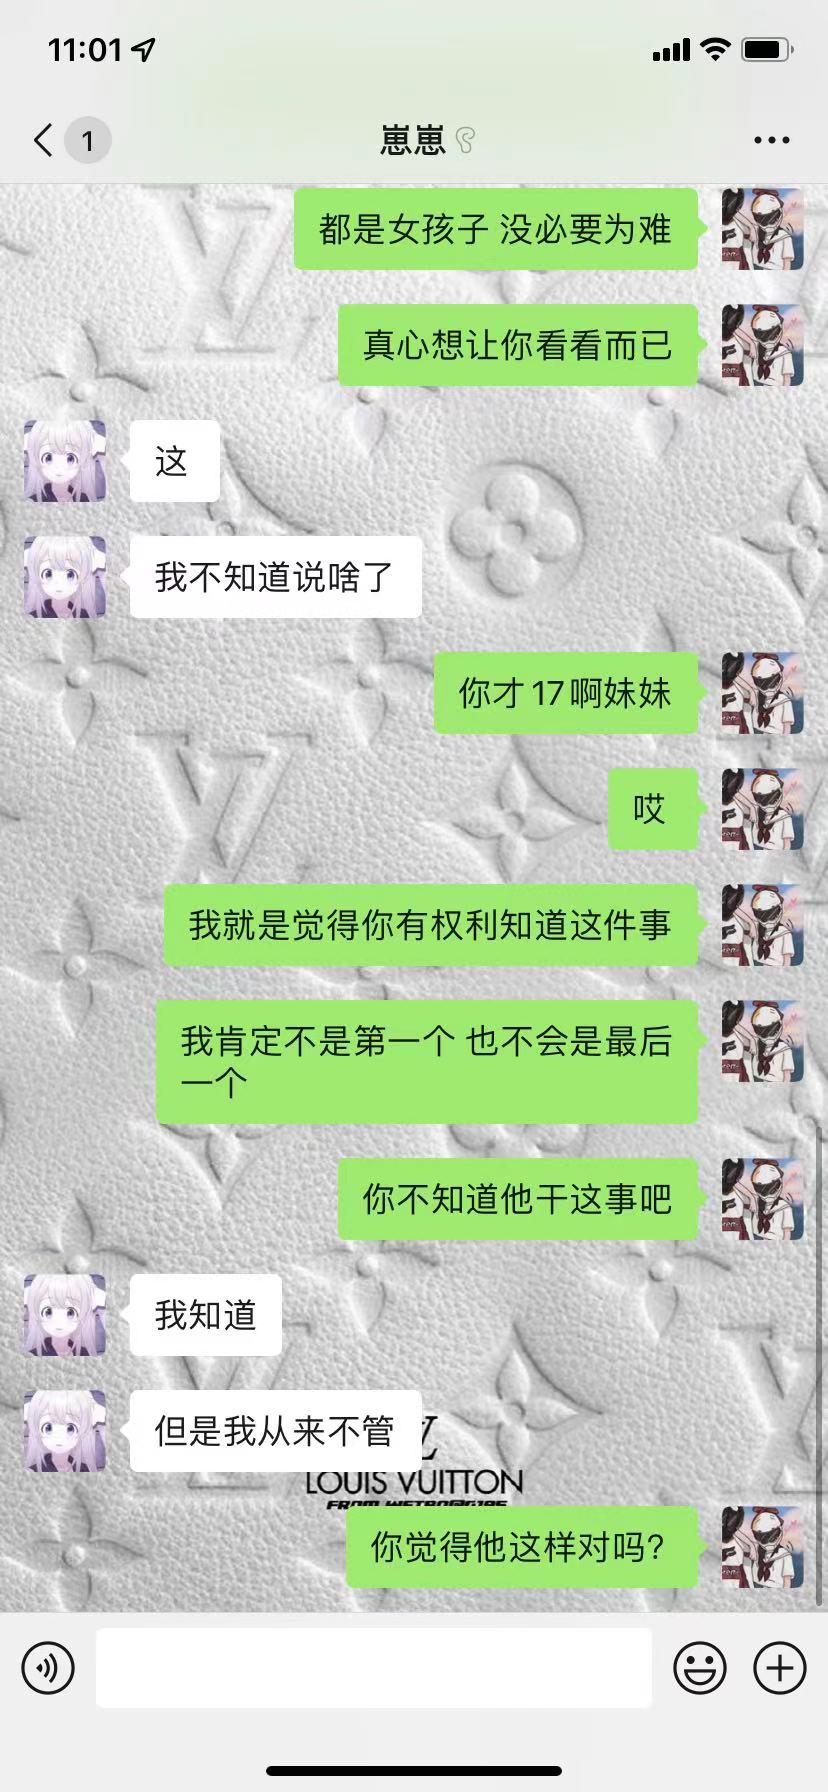 11:01
1
崽崽
都是女孩子 没必要为难
真心想让你看看而已
这
我不知道说啥了
你才 17 啊妹妹
哎
我就是觉得你有权利知道这件事
我肯定不是第一个 也不会是最后
一个
你不知道他干这事吧
我知道
但是我从来不管
LOUIS VUITTON
你觉得他这样对吗?